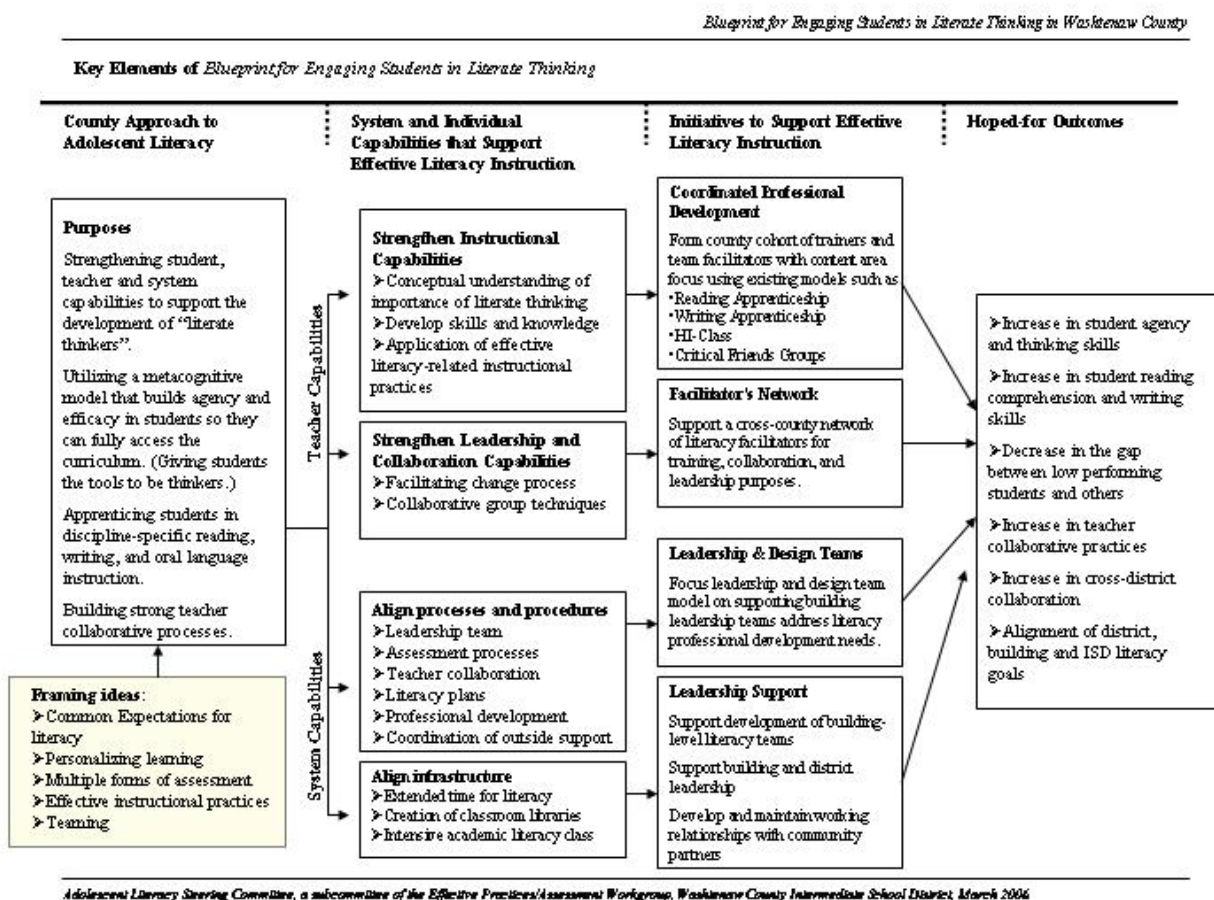 Blueprint for Engaging Students in Literate Thinking in Washtenaw County
Key Elements of Blueprint for Engaging Students in Literate Thinking
County Approach to
Adolescent Literacy
System and Individual
Capabilities that Support
Effective Literacy Instruction
Initiatives to Support Effective
Literacy Instruction
Hoped-for Outcomes
Purposes
Strengthening student,
teacher and system
capabilities to support the
development of “literate
thinkers”.
Utilizing a metacognitive
model that builds agency and
efficacy in students so they
can fully access the
curriculum. (Giving students
the tools to be thinkers.)
Apprenticing students in
discipline-specific reading,
writing, and oral language
instruction.
Building strong teacher
collaborative processes.
Framing ideas:
➢Common Expectations for
literacy
➢Personalizing learning
➢Multiple forms of assessment
➢Effective instructional practices
➢Teaming
Teacher Capabilities
System Capabilities
Strengthen Instructional
Capabilities
➢Conceptual understanding of
importance of literate thinking
➢Develop skills and knowledge
➢Application of effective
literacy-related instructional
practices
Strengthen Leadership and
Collaboration Capabilities
➢Facilitating change process
➢Collaborative group techniques
Align processes and procedures
➢Leadership team
➢Assessment processes
➢Teacher collaboration
➢Literacy plans
➢Professional development
➢Coordination of outside support
Align infrastructure
➢Extended time for literacy
➢Creation of classroom libraries
➢Intensive academic literacy class
Coordinated Professional
Development
Form county cohort of trainers and
team facilitators with content area
focus using existing models such as
•Reading Apprenticeship
•Writing Apprenticeship
•HI-Class
•Critical Friends Groups
Facilitator's Network
Support a cross-county network
of literacy facilitators for
training, collaboration, and
leadership purposes.
Leadership & Design Teams
Focus leadership and design team
model on supporting building
leadership teams address literacy
professional development needs.
Leadership Support
Support development of building-
level literacy teams
Support building and district
leadership
Develop and maintain working
relationships with community
partners
➢Increase in student agency
and thinking skills
➢Increase in student reading
comprehension and writing
skills
➢Decrease in the gap
between low performing
students and others
➢Increase in teacher
collaborative practices
➢Increase in cross-district
collaboration
➢Alignment of district,
building and ISD literacy
goals
Adolescent Literacy Steering Committee, a subcommittee of the Effective Practices/Assessment Workgroup, Washtenaw County Intermediate School District, March 2006